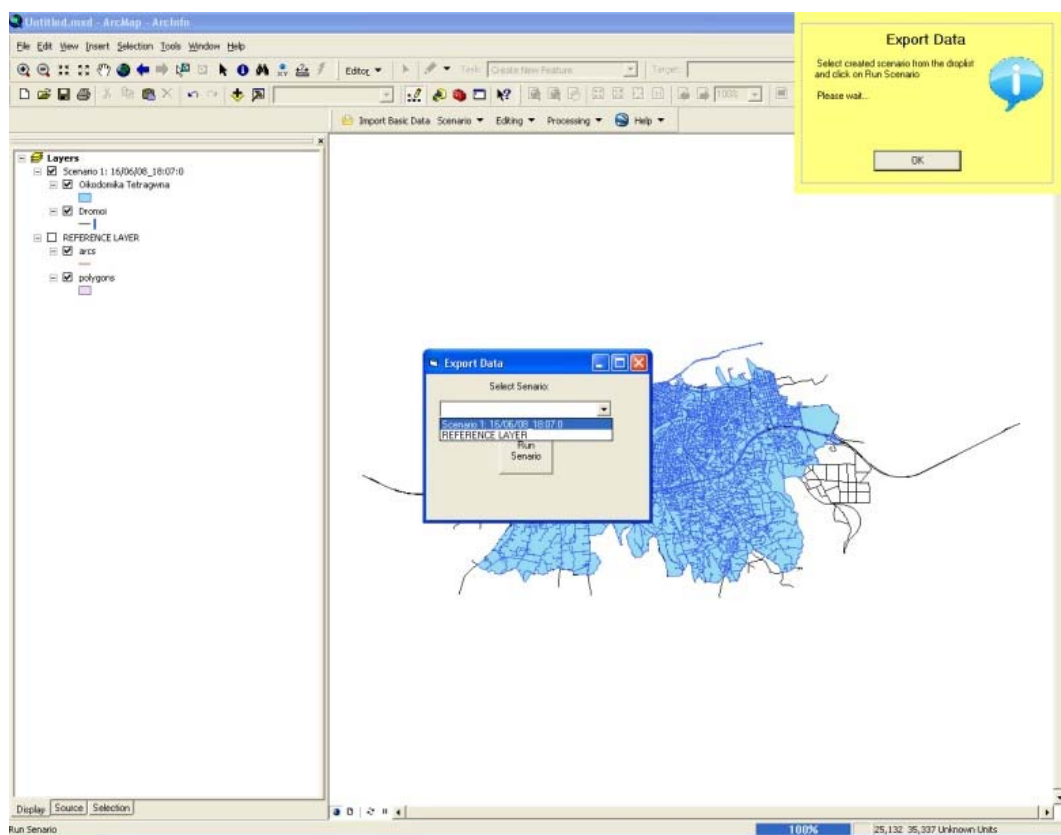 Untitled.mxd - ArcMap - ArcInfo
File Edit View Insert Selection Tools Window Help
Editor Task: Create New Feature Target:
100%
Import Basic Data Scenario Editing Processing Help
Export Data
Select created scenario from the droplist
and click on Run Scenario
Please wait...
OK
Layers
Scenario 1: 16/06/08_18:07:0
Oikodomika Tetragwna
Dromoi
REFERENCE LAYER
arcs
polygons
Export Data
Select Senario:
Scenario 1: 16/06/08_18:07:0
REFERENCE LAYER
Run
Senario
Display Source Selection
Run Senario
100%
25,132 35,337 Unknown Units